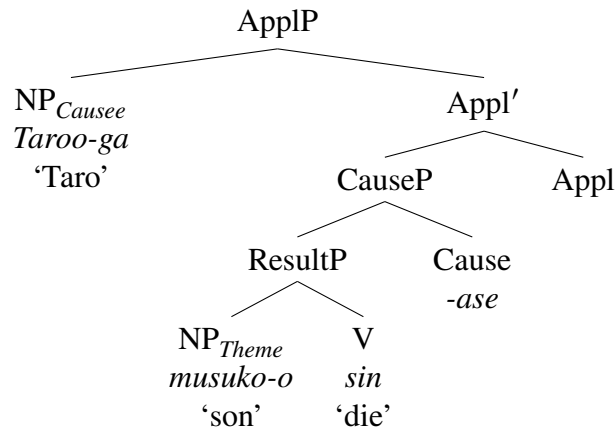 ApplP
NP_Causee Appl′
Taroo-ga
‘Taro’
CauseP Appl
ResultP Cause
-ase
NP_Theme V
musuko-o sin
‘son’ ‘die’